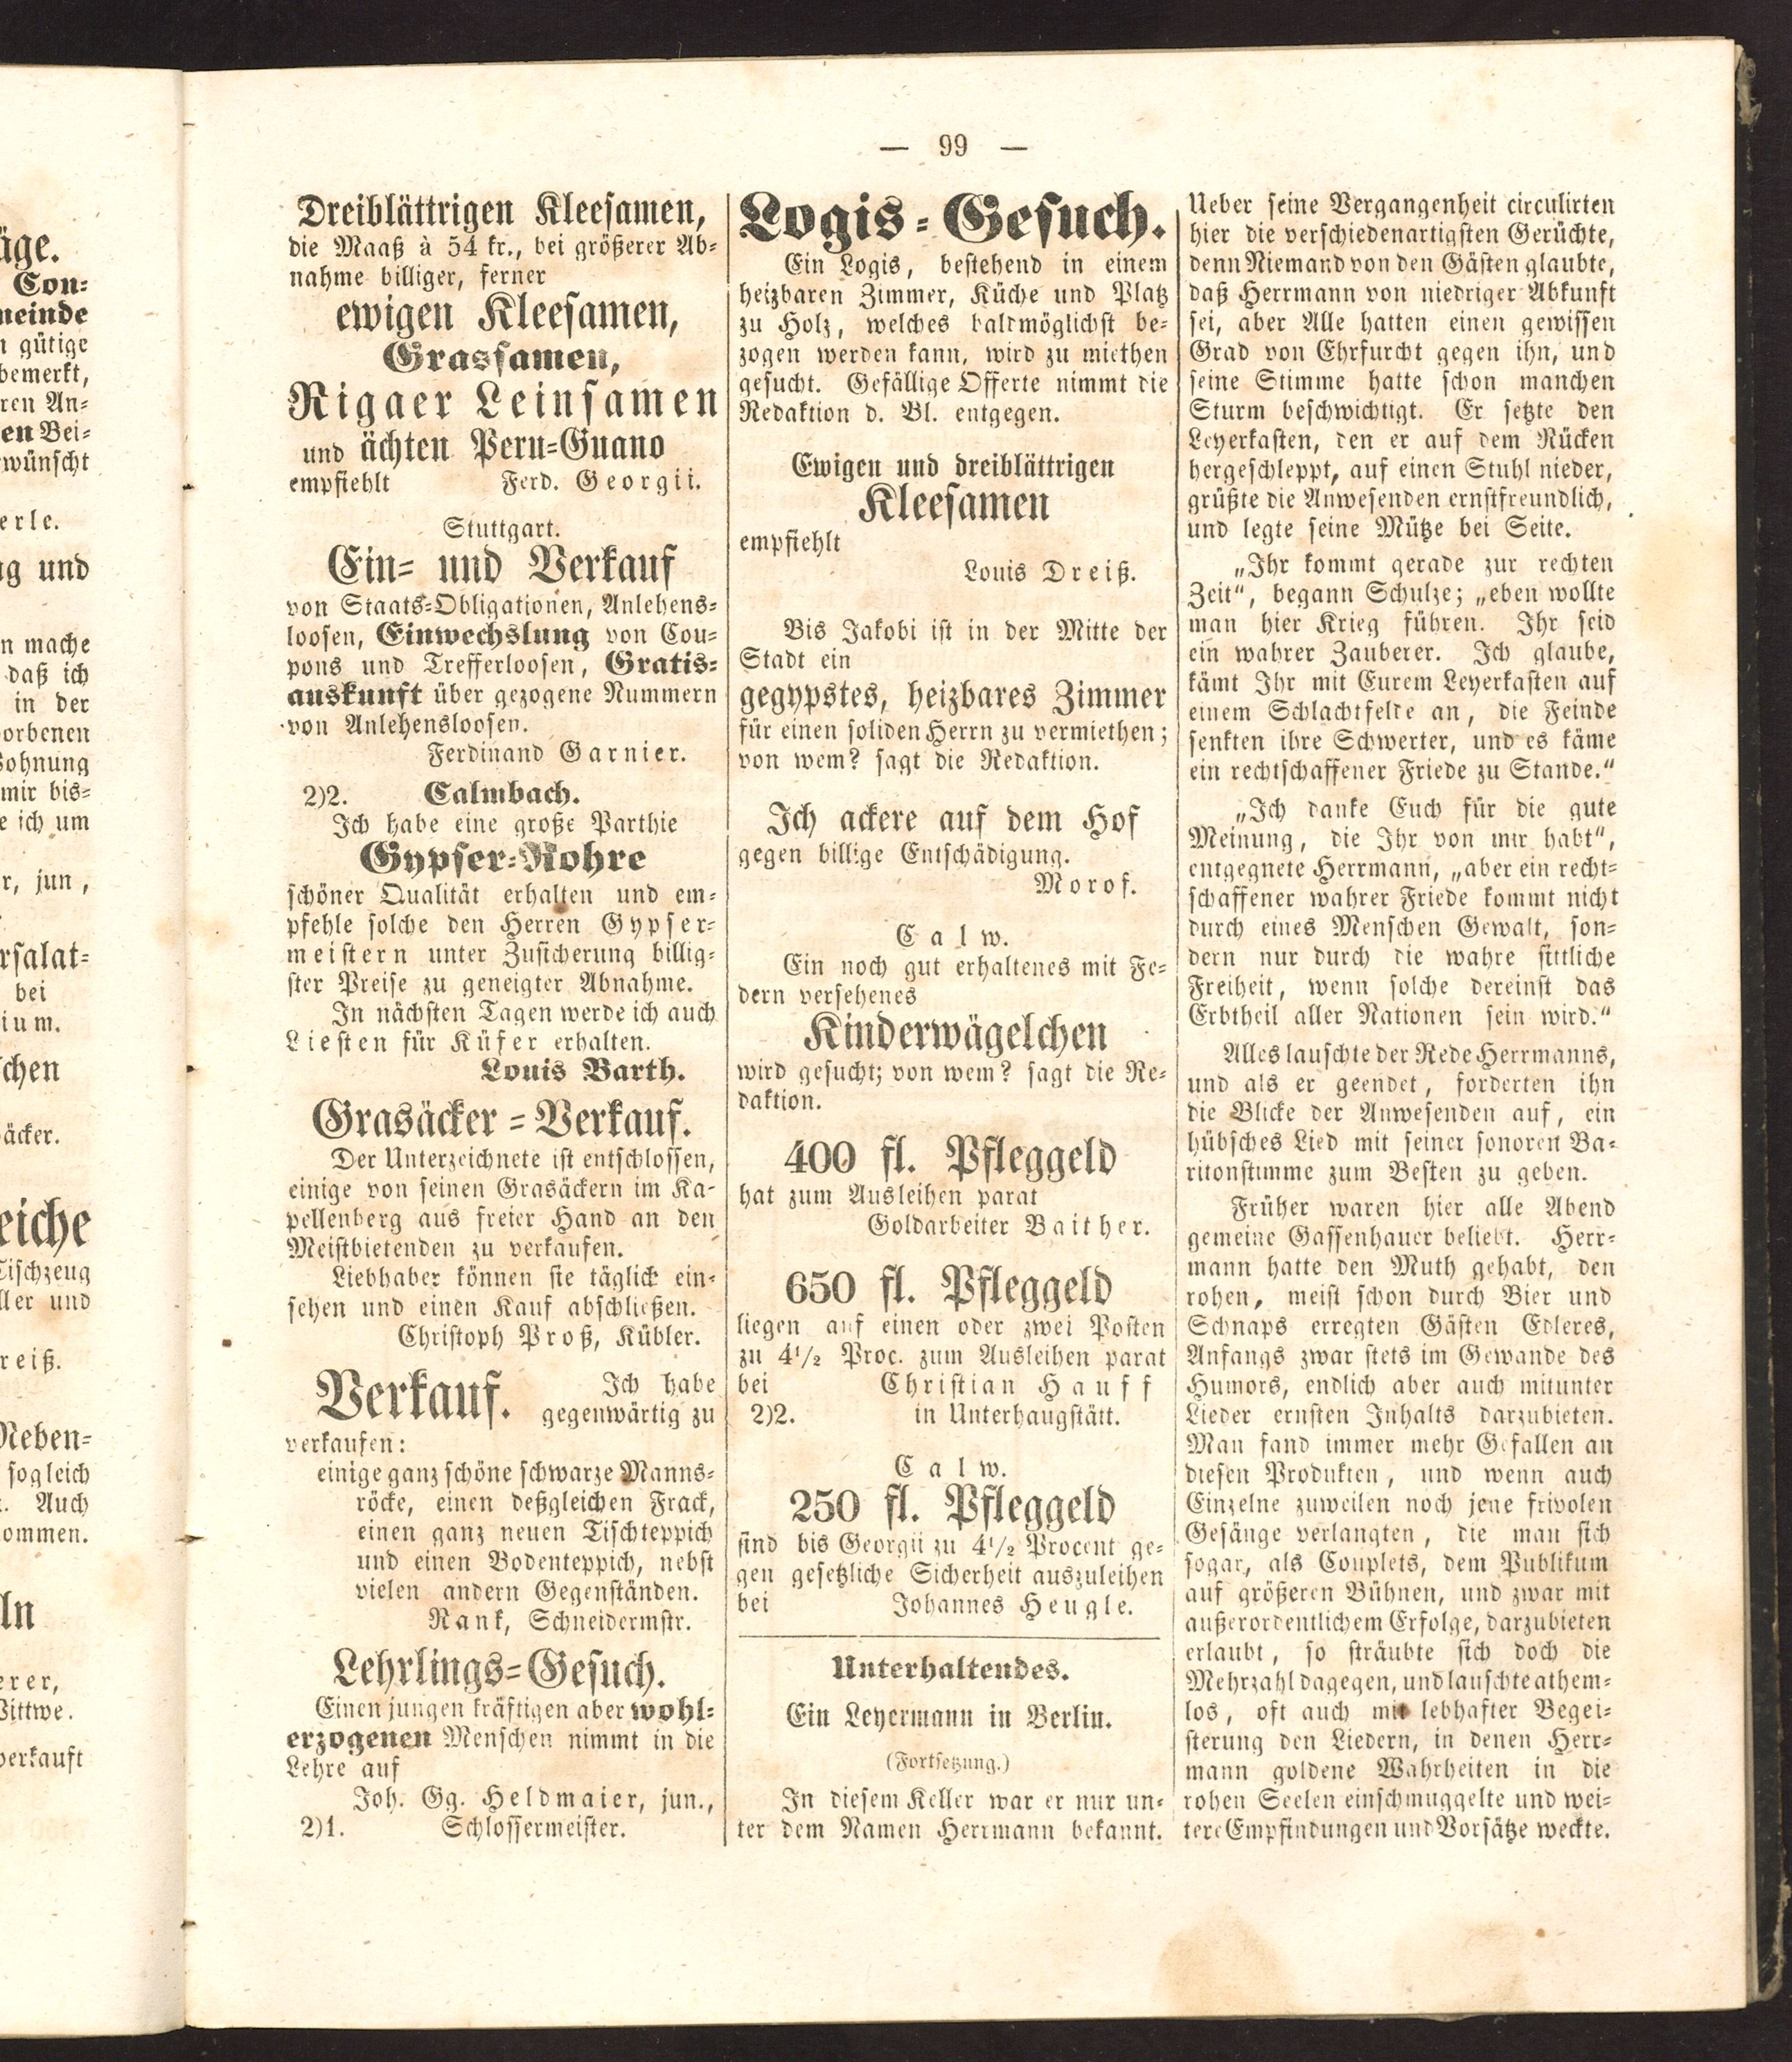 — 99 —
Dreiblättrigen Kleesamen,
die Maaß à 54 kr., bei größerer Ab-
nahme billiger, ferner
ewigen Kleesamen,
Grassamen,
Rigaer Leinsamen
und ächten Peru-Guano
empfiehlt Ferd. Georgii.
Stuttgart.
Ein- und Verkauf
von Staats-Obligationen, Anlehens-
loosen, Einwechslung von Cou-
pons und Trefferloosen, Gratis-
auskunft über gezogene Nummern
von Anlehensloosen.
Ferdinand Garnier.
2)2. Calmbach.
Ich habe eine große Parthie
Gypser-Rohre
schöner Qualität erhalten und em-
pfehle solche den Herren Gypser-
meistern unter Zusicherung billig-
ster Preise zu geneigter Abnahme.
In nächsten Tagen werde ich auch
Liesten für Küfer erhalten.
Louis Barth.
Grasäcker-Verkauf.
Der Unterzeichnete ist entschlossen,
einige von seinen Grasäckern im Ka-
pellenberg aus freier Hand an den
Meistbietenden zu verkaufen.
Liebhaber können sie täglich ein-
sehen und einen Kauf abschließen.
Christoph Proß, Kübler.
Verkauf. Ich habe
gegenwärtig zu
verkaufen:
einige ganz schöne schwarze Manns-
röcke, einen deßgleichen Frack,
einen ganz neuen Tischteppich
und einen Bodenteppich, nebst
vielen andern Gegenständen.
Rank, Schneidermstr.
Lehrlings-Gesuch.
Einen jungen kräftigen aber wohl-
erzogenen Menschen nimmt in die
Lehre auf
Joh. Gg. Heldmaier, jun.,
2)1. Schlossermeister.
Logis-Gesuch.
Ein Logis, bestehend in einem
heizbaren Zimmer, Küche und Platz
zu Holz, welches baldmöglichst be-
zogen werden kann, wird zu miethen
gesucht. Gefällige Offerte nimmt die
Redaktion d. Bl. entgegen.
Ewigen und dreiblättrigen
Kleesamen
empfiehlt
Louis Dreiß.
Bis Jakobi ist in der Mitte der
Stadt ein
gegypstes, heizbares Zimmer
für einen soliden Herrn zu vermiethen;
von wem? sagt die Redaktion.
Ich ackere auf dem Hof
gegen billige Entschädigung.
Morof.
Calw.
Ein noch gut erhaltenes mit Fe-
dern versehenes
Kinderwägelchen
wird gesucht; von wem? sagt die Re-
daktion.
400 fl. Pfleggeld
hat zum Ausleihen parat
Goldarbeiter Baither.
650 fl. Pfleggeld
liegen auf einen oder zwei Posten
zu 4½ Proc. zum Ausleihen parat
bei Christian Hauff
2)2. in Unterhaugstätt.
Calw.
250 fl. Pfleggeld
sind bis Georgii zu 4½ Procent ge-
gen gesetzliche Sicherheit auszuleihen
bei Johannes Heugle.
Unterhaltendes.
Ein Leyermann in Berlin.
(Fortsetzung.)
In diesem Keller war er nur un-
ter dem Namen Herrmann bekannt.
Ueber seine Vergangenheit circulirten
hier die verschiedenartigsten Gerüchte,
denn Niemand von den Gästen glaubte,
daß Herrmann von niedriger Abkunft
sei, aber Alle hatten einen gewissen
Grad von Ehrfurcht gegen ihn, und
seine Stimme hatte schon manchen
Sturm beschwichtigt. Er setzte den
Leyerkasten, den er auf dem Rücken
hergeschleppt, auf einen Stuhl nieder,
grüßte die Anwesenden ernstfreundlich,
und legte seine Mütze bei Seite.
„Ihr kommt gerade zur rechten
Zeit“, begann Schulze; „eben wollte
man hier Krieg führen. Ihr seid
ein wahrer Zauberer. Ich glaube,
kämt Ihr mit Eurem Leyerkasten auf
einem Schlachtfelde an, die Feinde
senkten ihre Schwerter, und es käme
ein rechtschaffener Friede zu Stande.“
„Ich danke Euch für die gute
Meinung, die Ihr von mir habt“,
entgegnete Herrmann, „aber ein recht-
schaffener wahrer Friede kommt nicht
durch eines Menschen Gewalt, son-
dern nur durch die wahre sittliche
Freiheit, wenn solche dereinst das
Erbtheil aller Nationen sein wird.“
Alles lauschte der Rede Herrmanns,
und als er geendet, forderten ihn
die Blicke der Anwesenden auf, ein
hübsches Lied mit seiner sonoren Ba-
ritonstimme zum Besten zu geben.
Früher waren hier alle Abend
gemeine Gassenhauer beliebt. Herr-
mann hatte den Muth gehabt, den
rohen, meist schon durch Bier und
Schnaps erregten Gästen Edleres,
Anfangs zwar stets im Gewande des
Humors, endlich aber auch mitunter
Lieder ernsten Inhalts darzubieten.
Man fand immer mehr Gefallen an
diesen Produkten, und wenn auch
Einzelne zuweilen noch jene frivolen
Gesänge verlangten, die man sich
sogar, als Couplets, dem Publikum
auf größeren Bühnen, und zwar mit
außerordentlichem Erfolge, darzubieten
erlaubt, so sträubte sich doch die
Mehrzahl dagegen, und lauschte athem-
los, oft auch mit lebhafter Begei-
sterung den Liedern, in denen Herr-
mann goldene Wahrheiten in die
rohen Seelen einschmuggelte und wei-
tere Empfindungen und Vorsätze weckte.